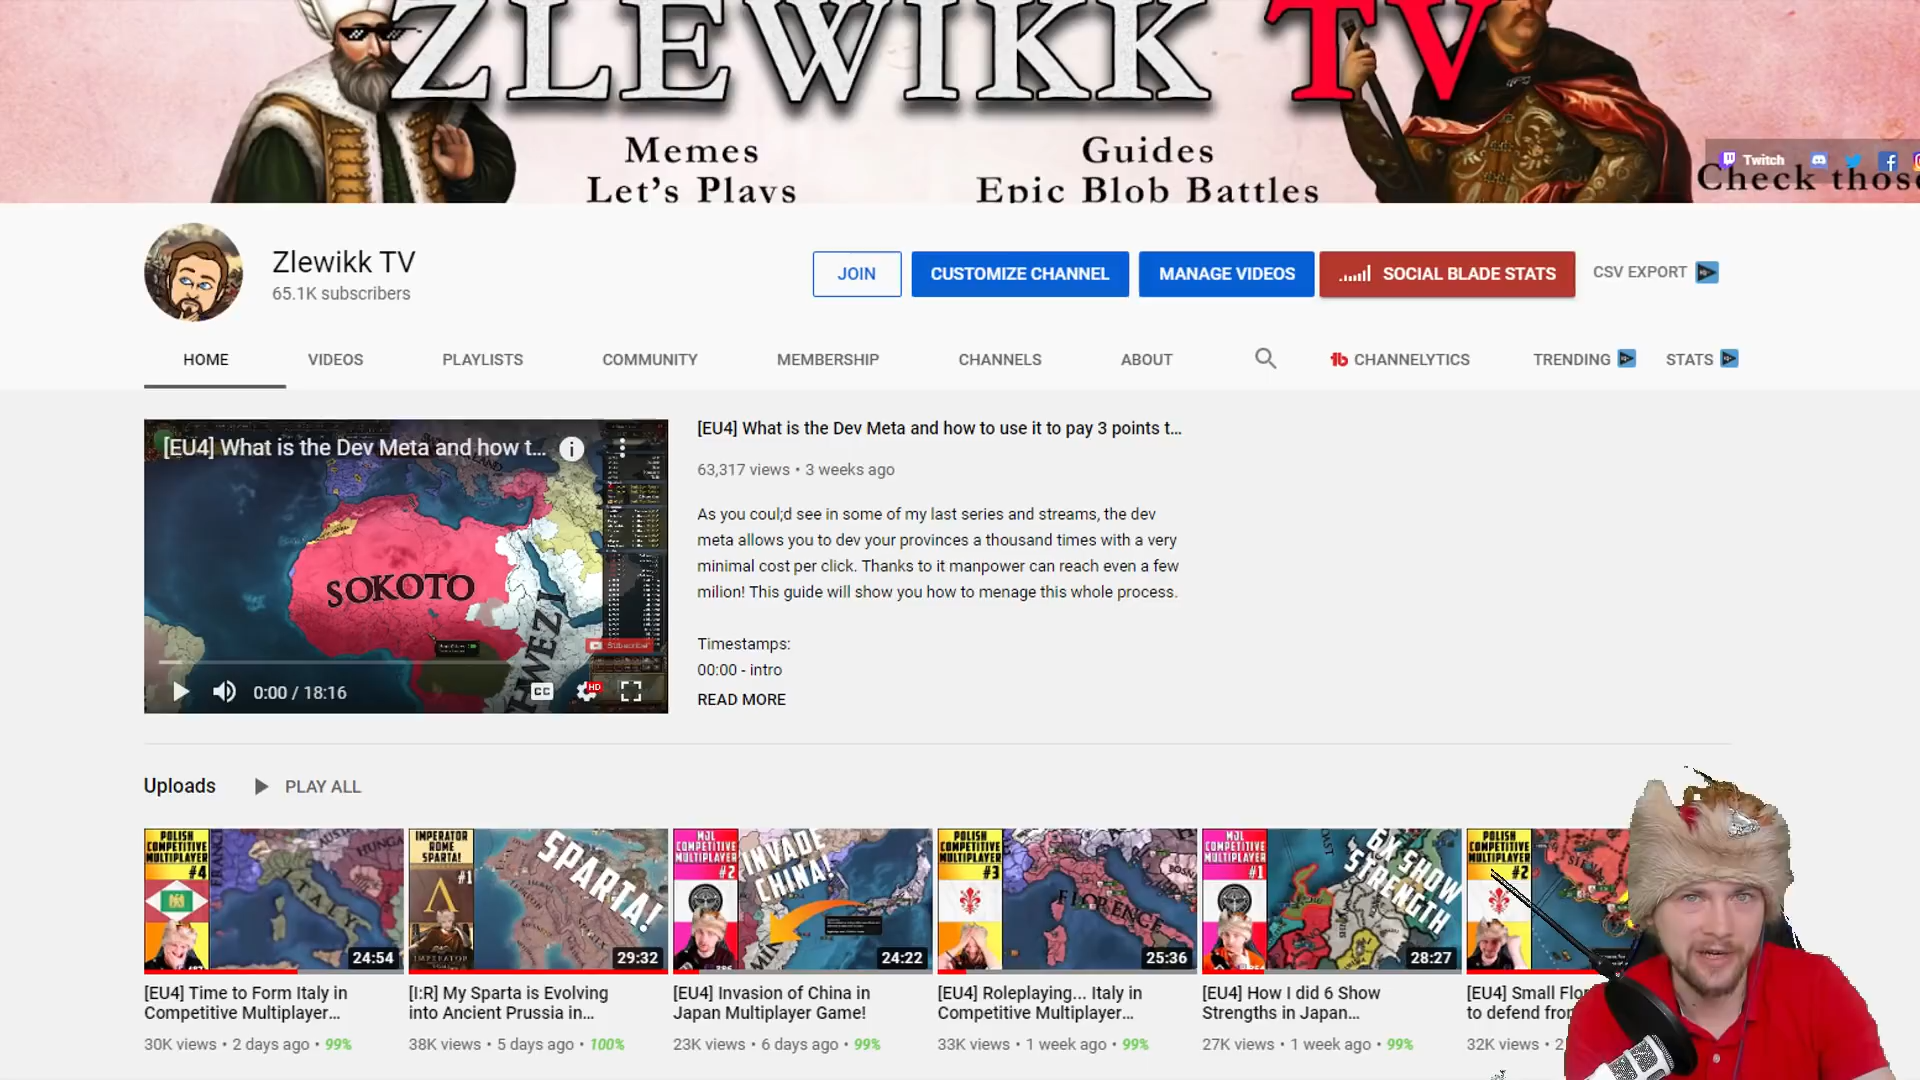 ZLEWIKK TV
Memes
Guides
Let's Plays
Epic Blob Battles
Twitch
Check those
Zlewikk TV
65.1K subscribers
JOIN
CUSTOMIZE CHANNEL
MANAGE VIDEOS
SOCIAL BLADE STATS
CSV EXPORT
HOME
VIDEOS
PLAYLISTS
COMMUNITY
MEMBERSHIP
CHANNELS
ABOUT
CHANNELYTICS
TRENDING
STATS
[EU4] What is the Dev Meta and how t...
SOKOTO
HWEZI
Subscribe
0:00 / 18:16
CC
HD
[EU4] What is the Dev Meta and how to use it to pay 3 points t...
63,317 views • 3 weeks ago
As you coul;d see in some of my last series and streams, the dev
meta allows you to dev your provinces a thousand times with a very
minimal cost per click. Thanks to it manpower can reach even a few
milion! This guide will show you how to menage this whole process.
Timestamps:
00:00 - intro
READ MORE
Uploads
PLAY ALL
POLISH
COMPETITIVE
MULTIPLAYER
#4
ITALY
24:54
IMPERATOR
ROME
SPARTA!
#1
SPARTA!
IMPERATOR
29:32
MJL
COMPETITIVE
MULTIPLAYER
#2
INVADE
CHINA!
MIN
24:22
POLISH
COMPETITIVE
MULTIPLAYER
#3
FLORENCE
25:36
MJL
COMPETITIVE
MULTIPLAYER
#1
6X SHOW
STRENGTH
28:27
POLISH
COMPETITIVE
MULTIPLAYER
#2
[EU4] Time to Form Italy in
Competitive Multiplayer...
30K views • 2 days ago • 99%
[I:R] My Sparta is Evolving
into Ancient Prussia in...
38K views • 5 days ago • 100%
[EU4] Invasion of China in
Japan Multiplayer Game!
23K views • 6 days ago • 99%
[EU4] Roleplaying... Italy in
Competitive Multiplayer...
33K views • 1 week ago • 99%
[EU4] How I did 6 Show
Strengths in Japan...
27K views • 1 week ago • 99%
[EU4] Small Flor
to defend fro
32K views • 2